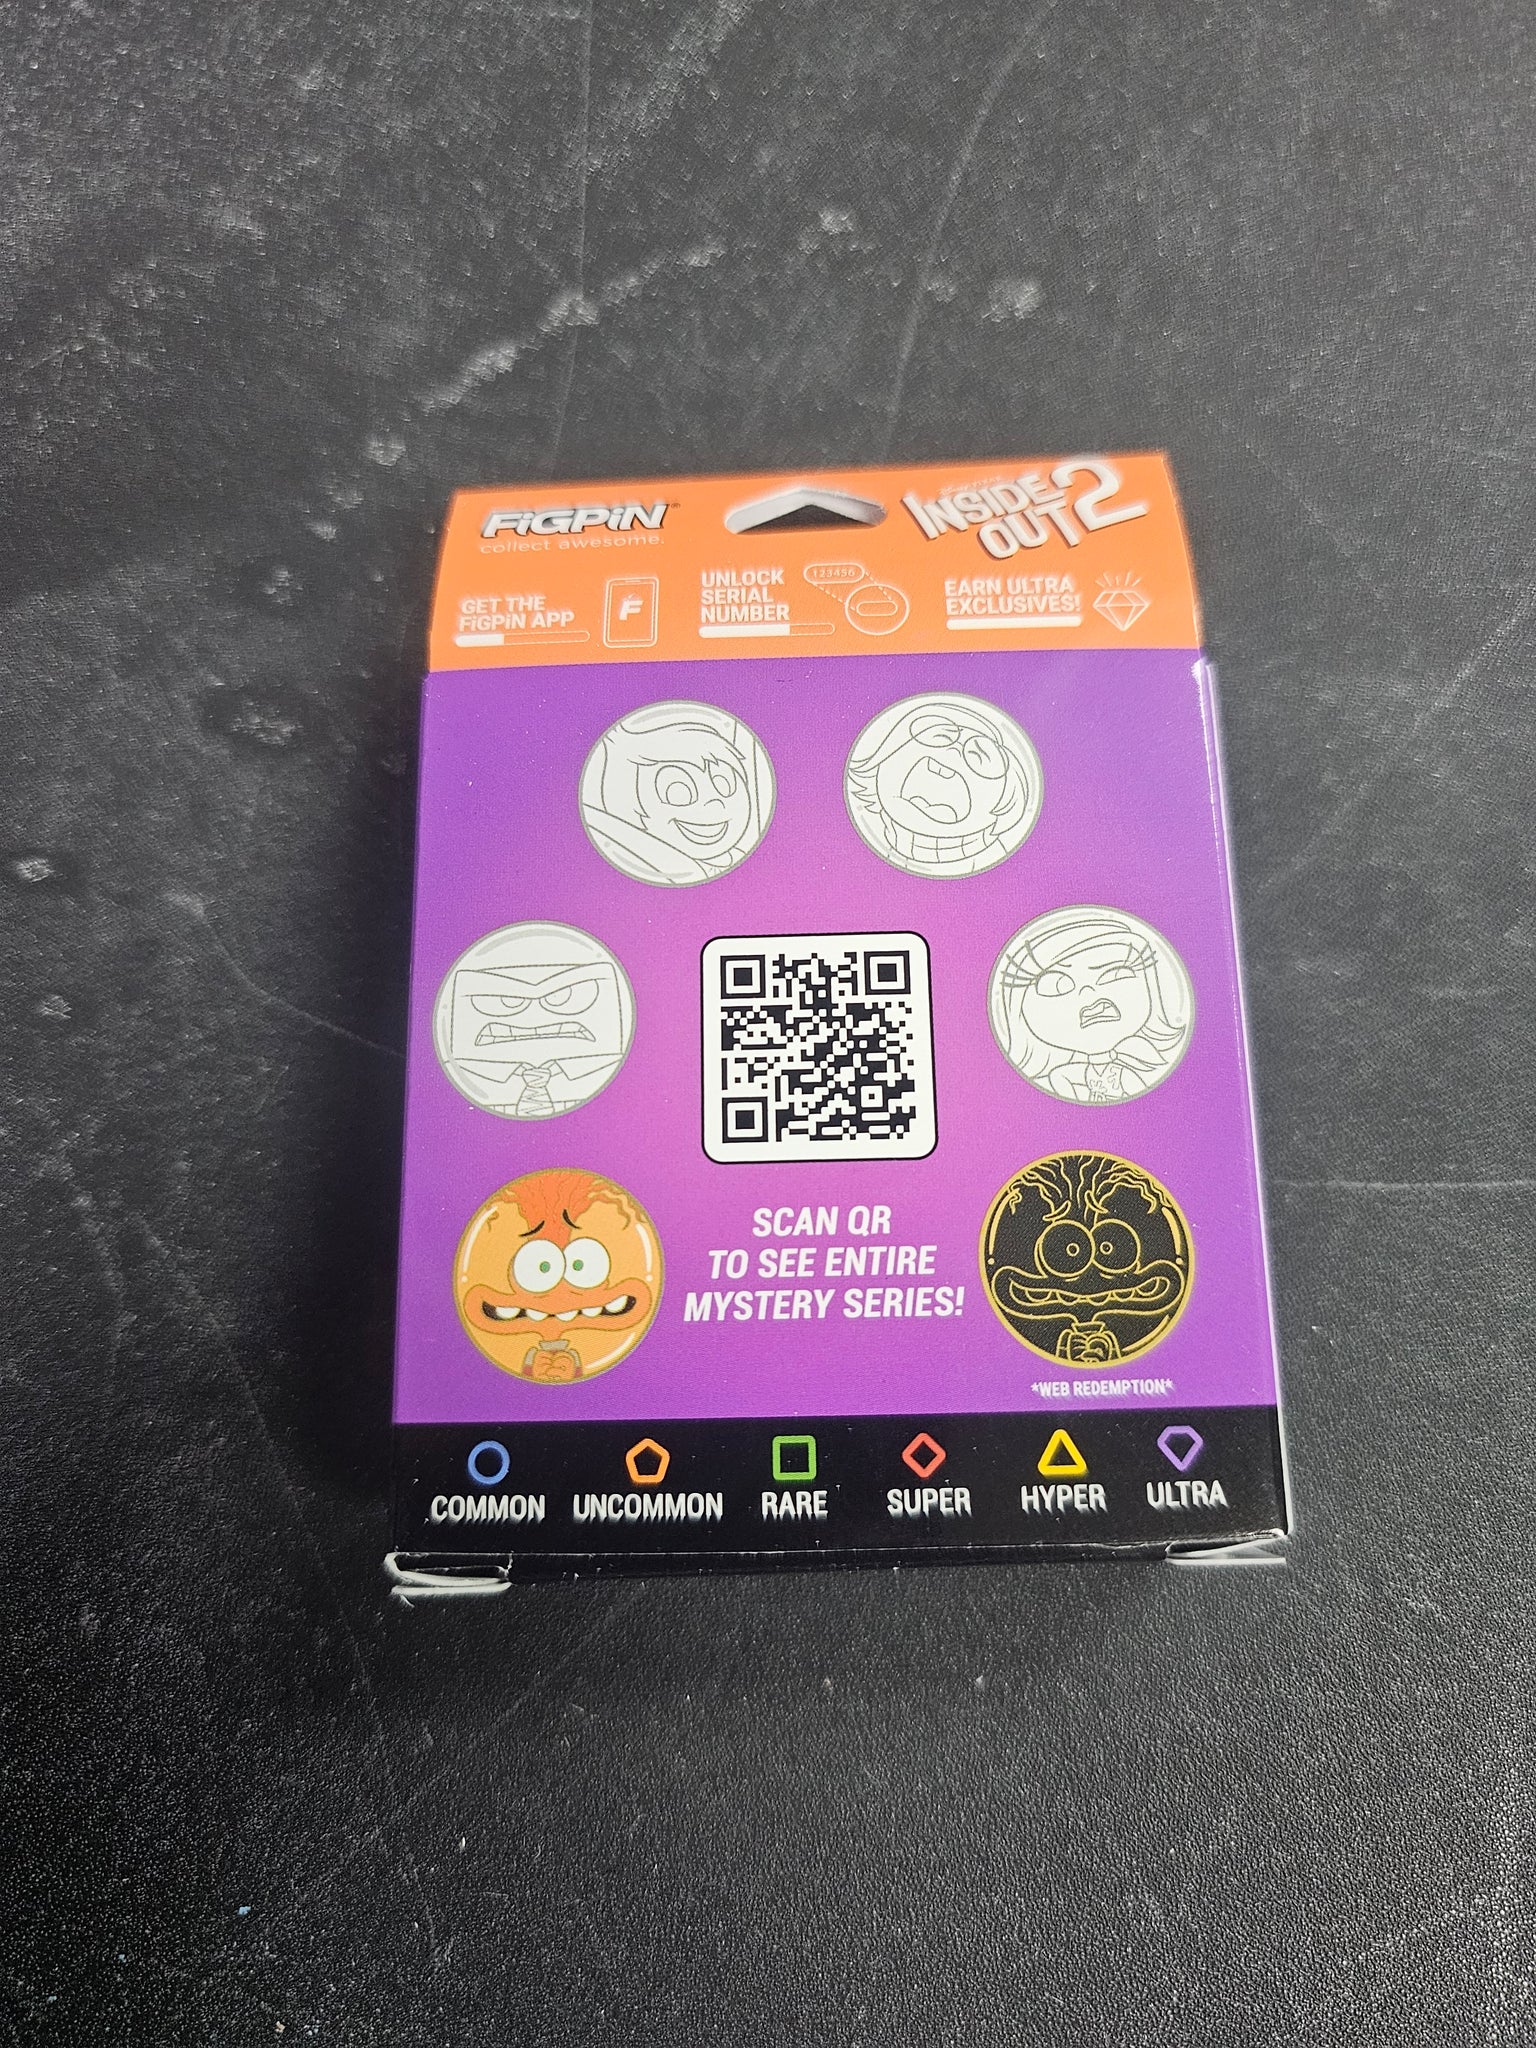 FiGPiN®
collect awesome.
INSIDE
OUT 2
GET THE
FiGPiN APP
F
UNLOCK
SERIAL
NUMBER
123456
EARN ULTRA
EXCLUSIVES!
SCAN QR
TO SEE ENTIRE
MYSTERY SERIES!
*WEB REDEMPTION*
COMMON
UNCOMMON
RARE
SUPER
HYPER
ULTRA